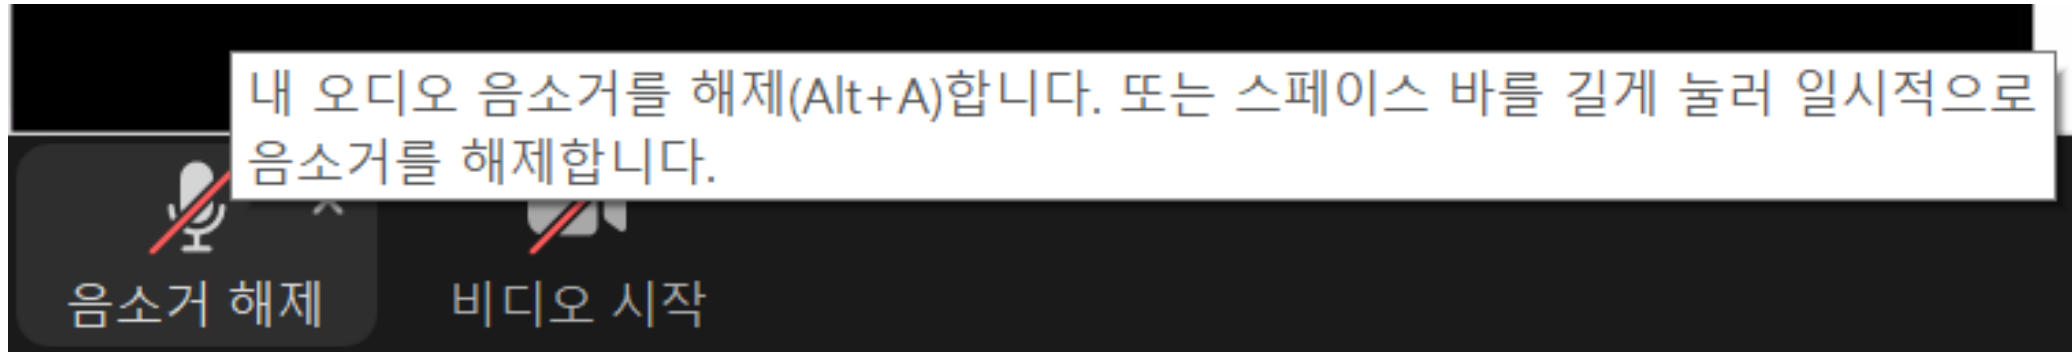 내 오디오 음소거를 해제(Alt+A)합니다. 또는 스페이스 바를 길게 눌러 일시적으로
음소거를 해제합니다.
음소거 해제
비디오 시작